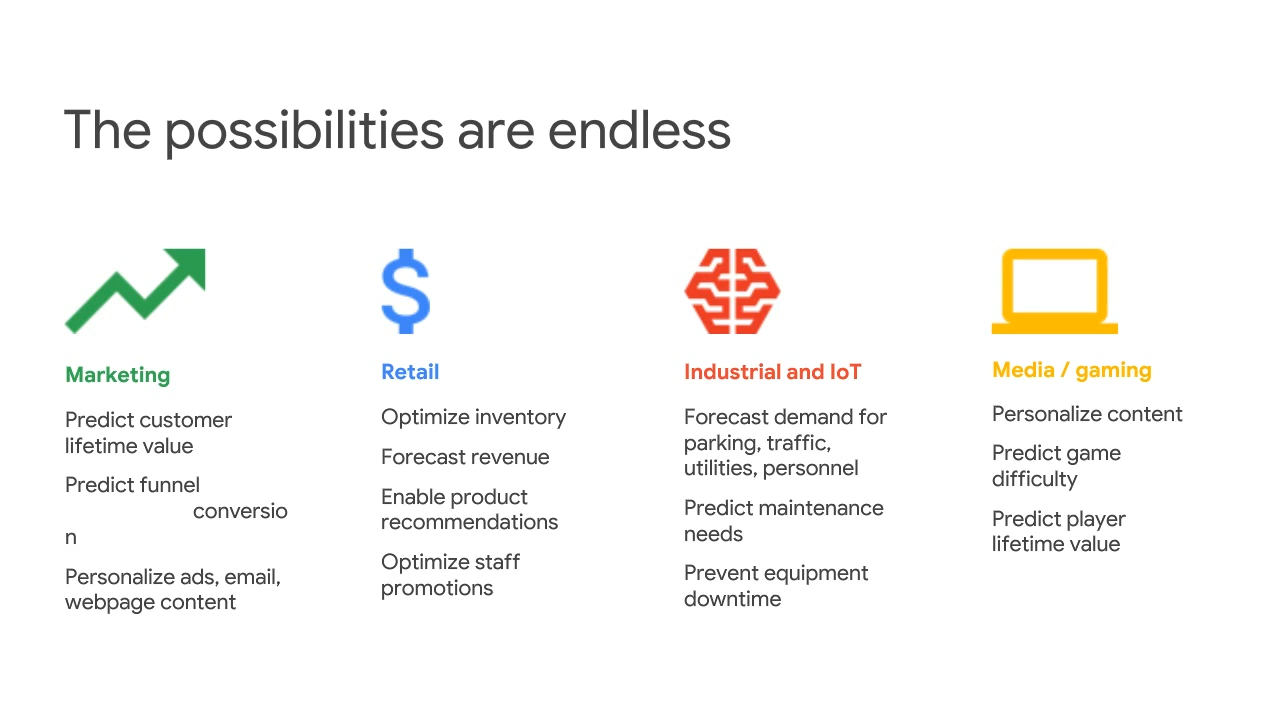 The possibilities are endless
Marketing
Predict customer
lifetime value
Predict funnel
conversio
n
Personalize ads, email,
webpage content
Retail
Optimize inventory
Forecast revenue
Enable product
recommendations
Optimize staff
promotions
Industrial and IoT
Forecast demand for
parking, traffic,
utilities, personnel
Predict maintenance
needs
Prevent equipment
downtime
Media / gaming
Personalize content
Predict game
difficulty
Predict player
lifetime value